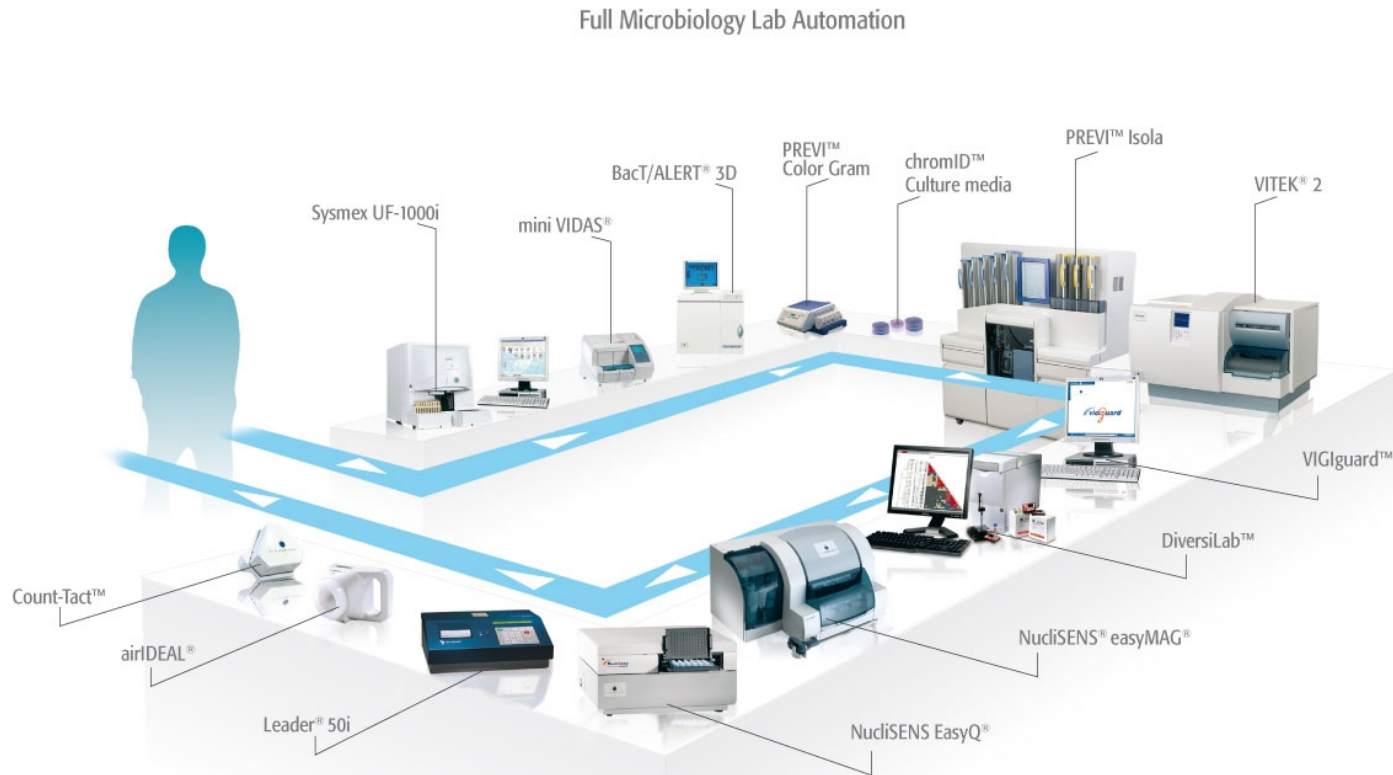 Full Microbiology Lab Automation
Sysmex UF-1000i
mini VIDAS®
BacT/ALERT® 3D
PREVI™
Color Gram
chromID™
Culture media
PREVI™ Isola
VITEK® 2
vigiguard
VIGIguard™
DiversiLab™
NucliSENS® easyMAG®
NucliSENS EasyQ®
Leader® 50i
airIDEAL®
Count-Tact™